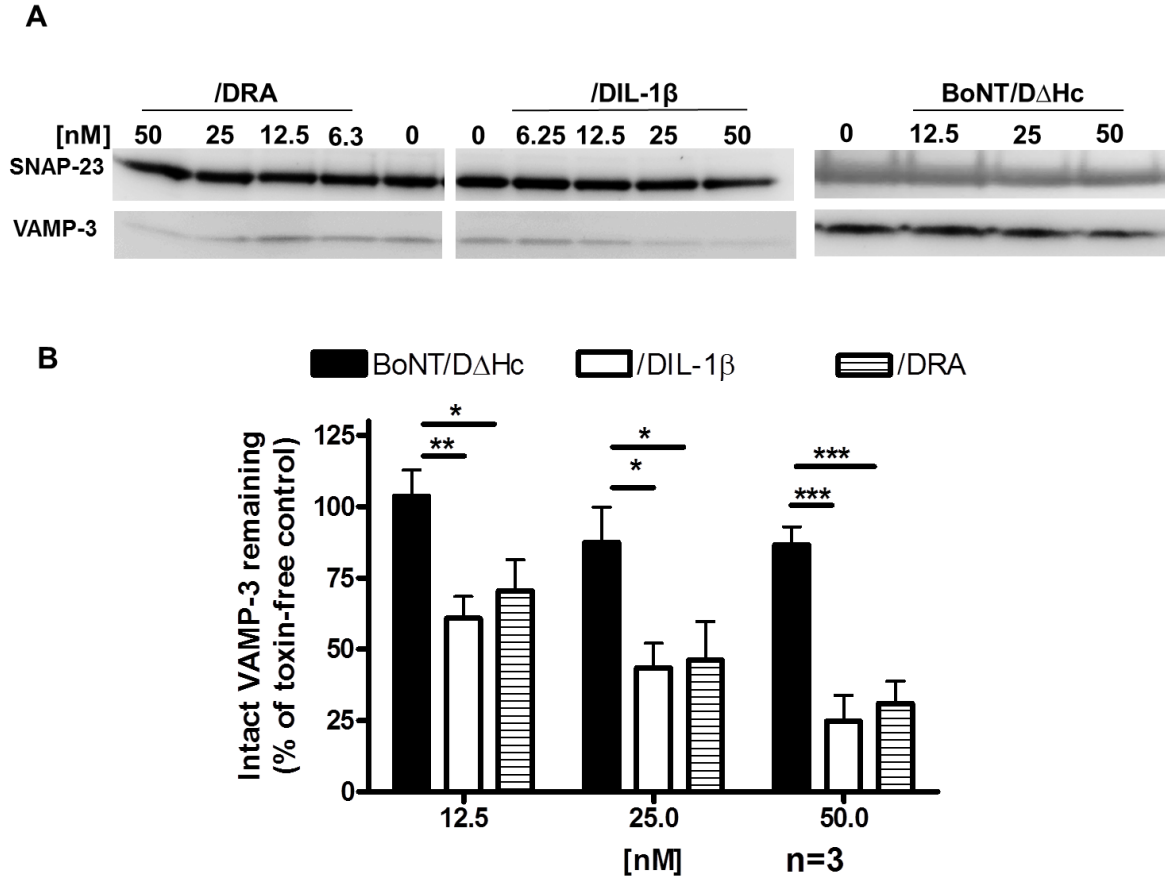 A
/DRA /DIL-1β BoNT/DΔHc
[nM] 50 25 12.5 6.3 0 0 6.25 12.5 25 50 0 12.5 25 50
SNAP-23
VAMP-3
B
BoNT/DΔHc /DIL-1β /DRA
Intact VAMP-3 remaining
(% of toxin-free control)
125
100
75
50
25
0
* ** * * *** ***
12.5 25.0 50.0
[nM] n=3